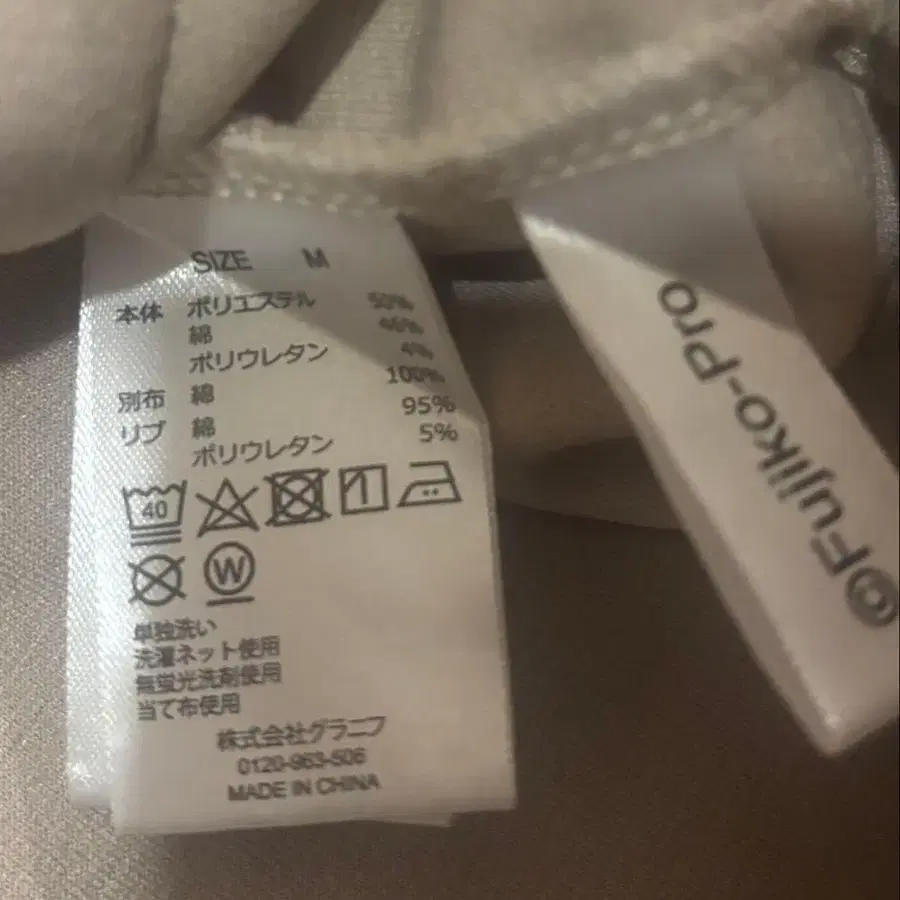 SIZE M
本体 ポリエステル 50%
綿 46%
ポリウレタン 4%
別布 綿 100%
リブ 綿 95%
ポリウレタン 5%
40
W
単独洗い
洗濯ネット使用
無蛍光洗剤使用
当て布使用
株式会社グラニフ
0120-963-506
MADE IN CHINA
©Fujiko-Pro